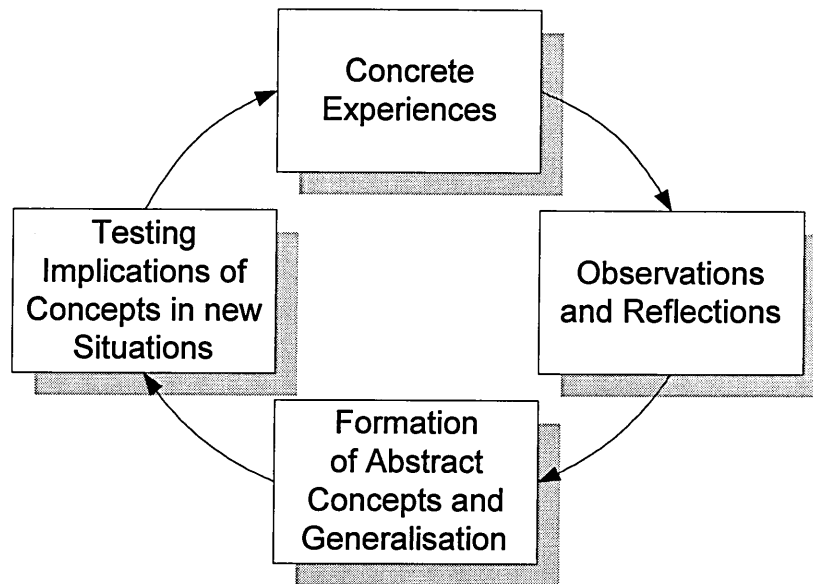 Concrete
Experiences
Observations
and Reflections
Formation
of Abstract
Concepts and
Generalisation
Testing
Implications of
Concepts in new
Situations